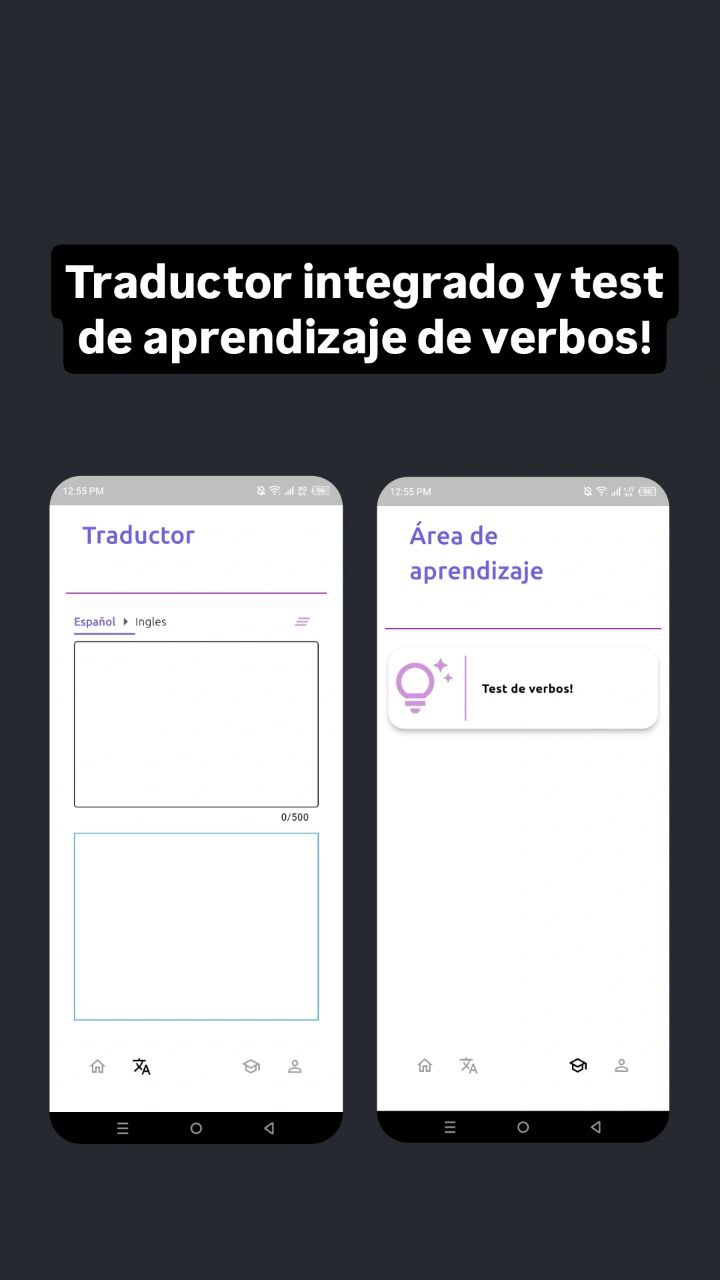 Traductor integrado y test
de aprendizaje de verbos!
12:55 PM
Traductor
Español
Ingles
0/500
12:55 PM
Área de
aprendizaje
Test de verbos!